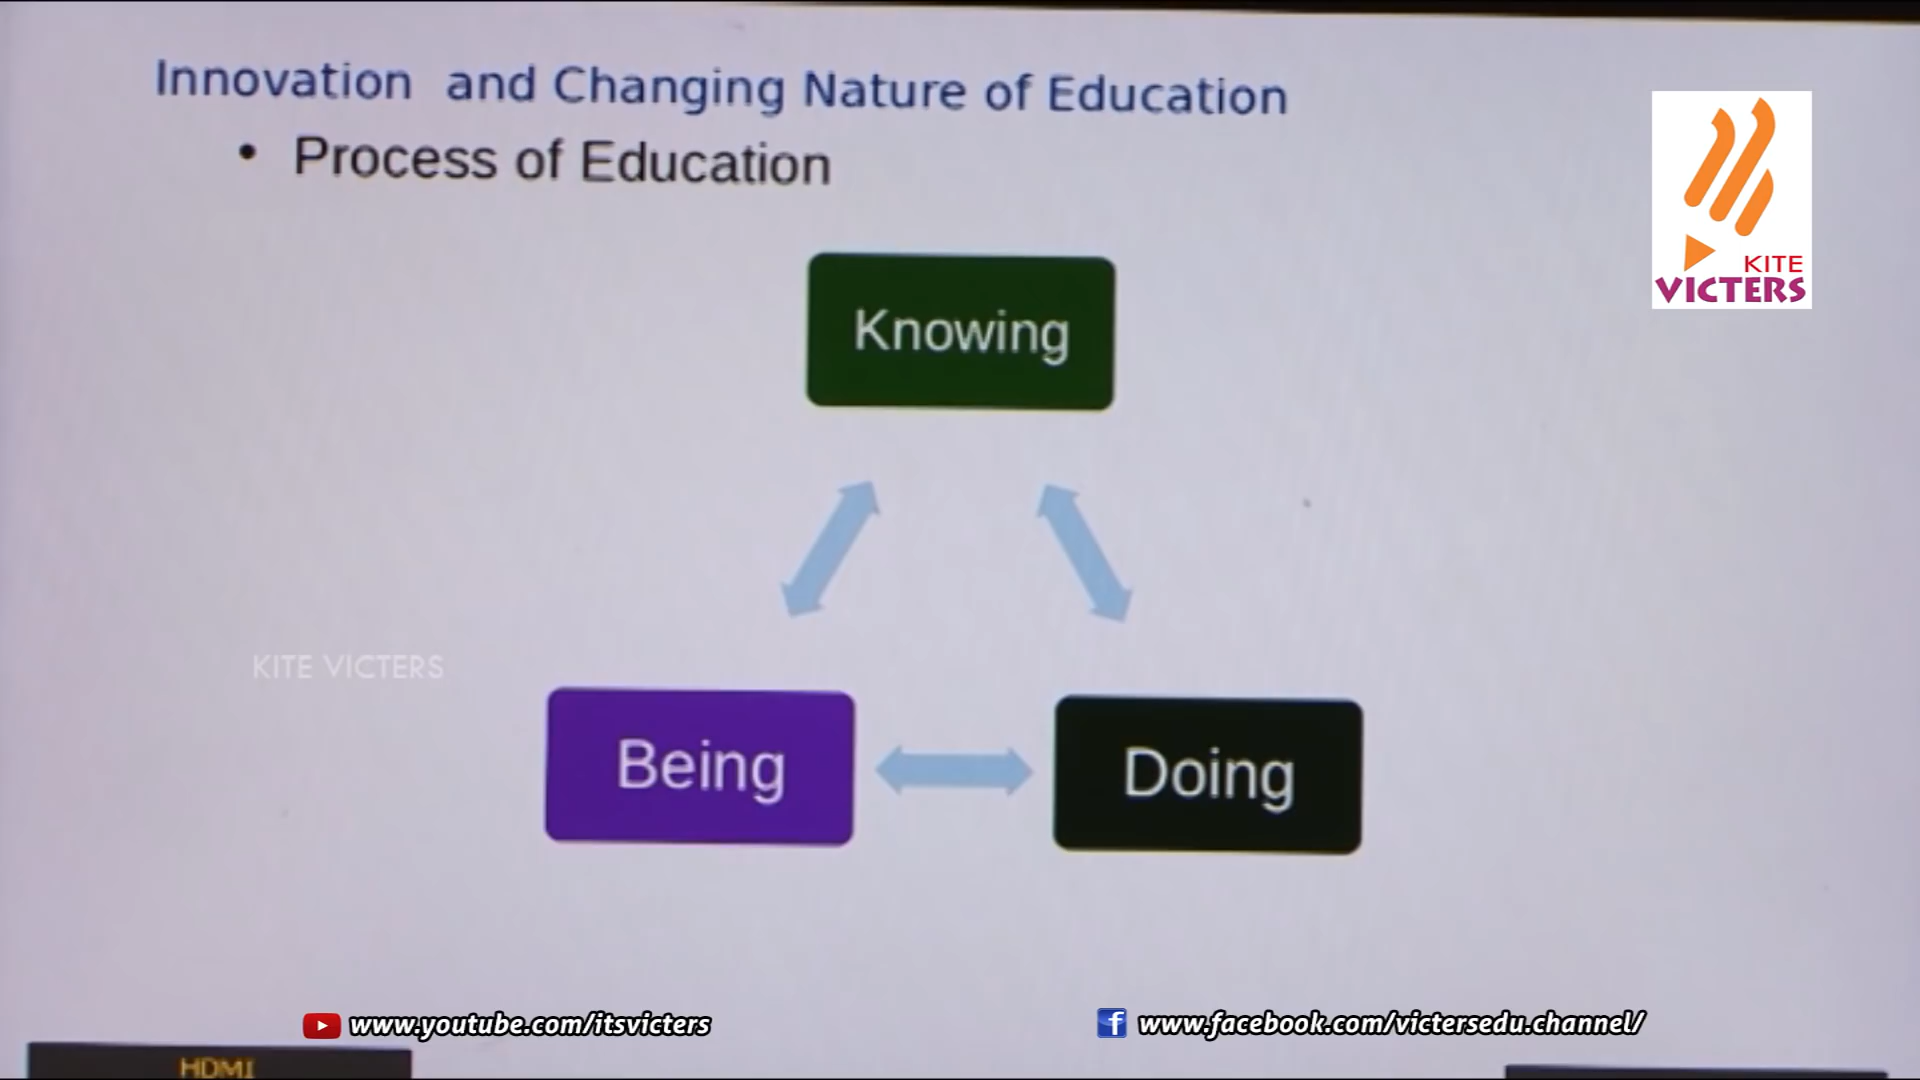 Innovation and Changing Nature of Education
• Process of Education
KITE
VICTERS
Knowing
KITE VICTERS
Being
Doing
www.youtube.com/itsvicters
www.facebook.com/victersedu.channel/
HDMI